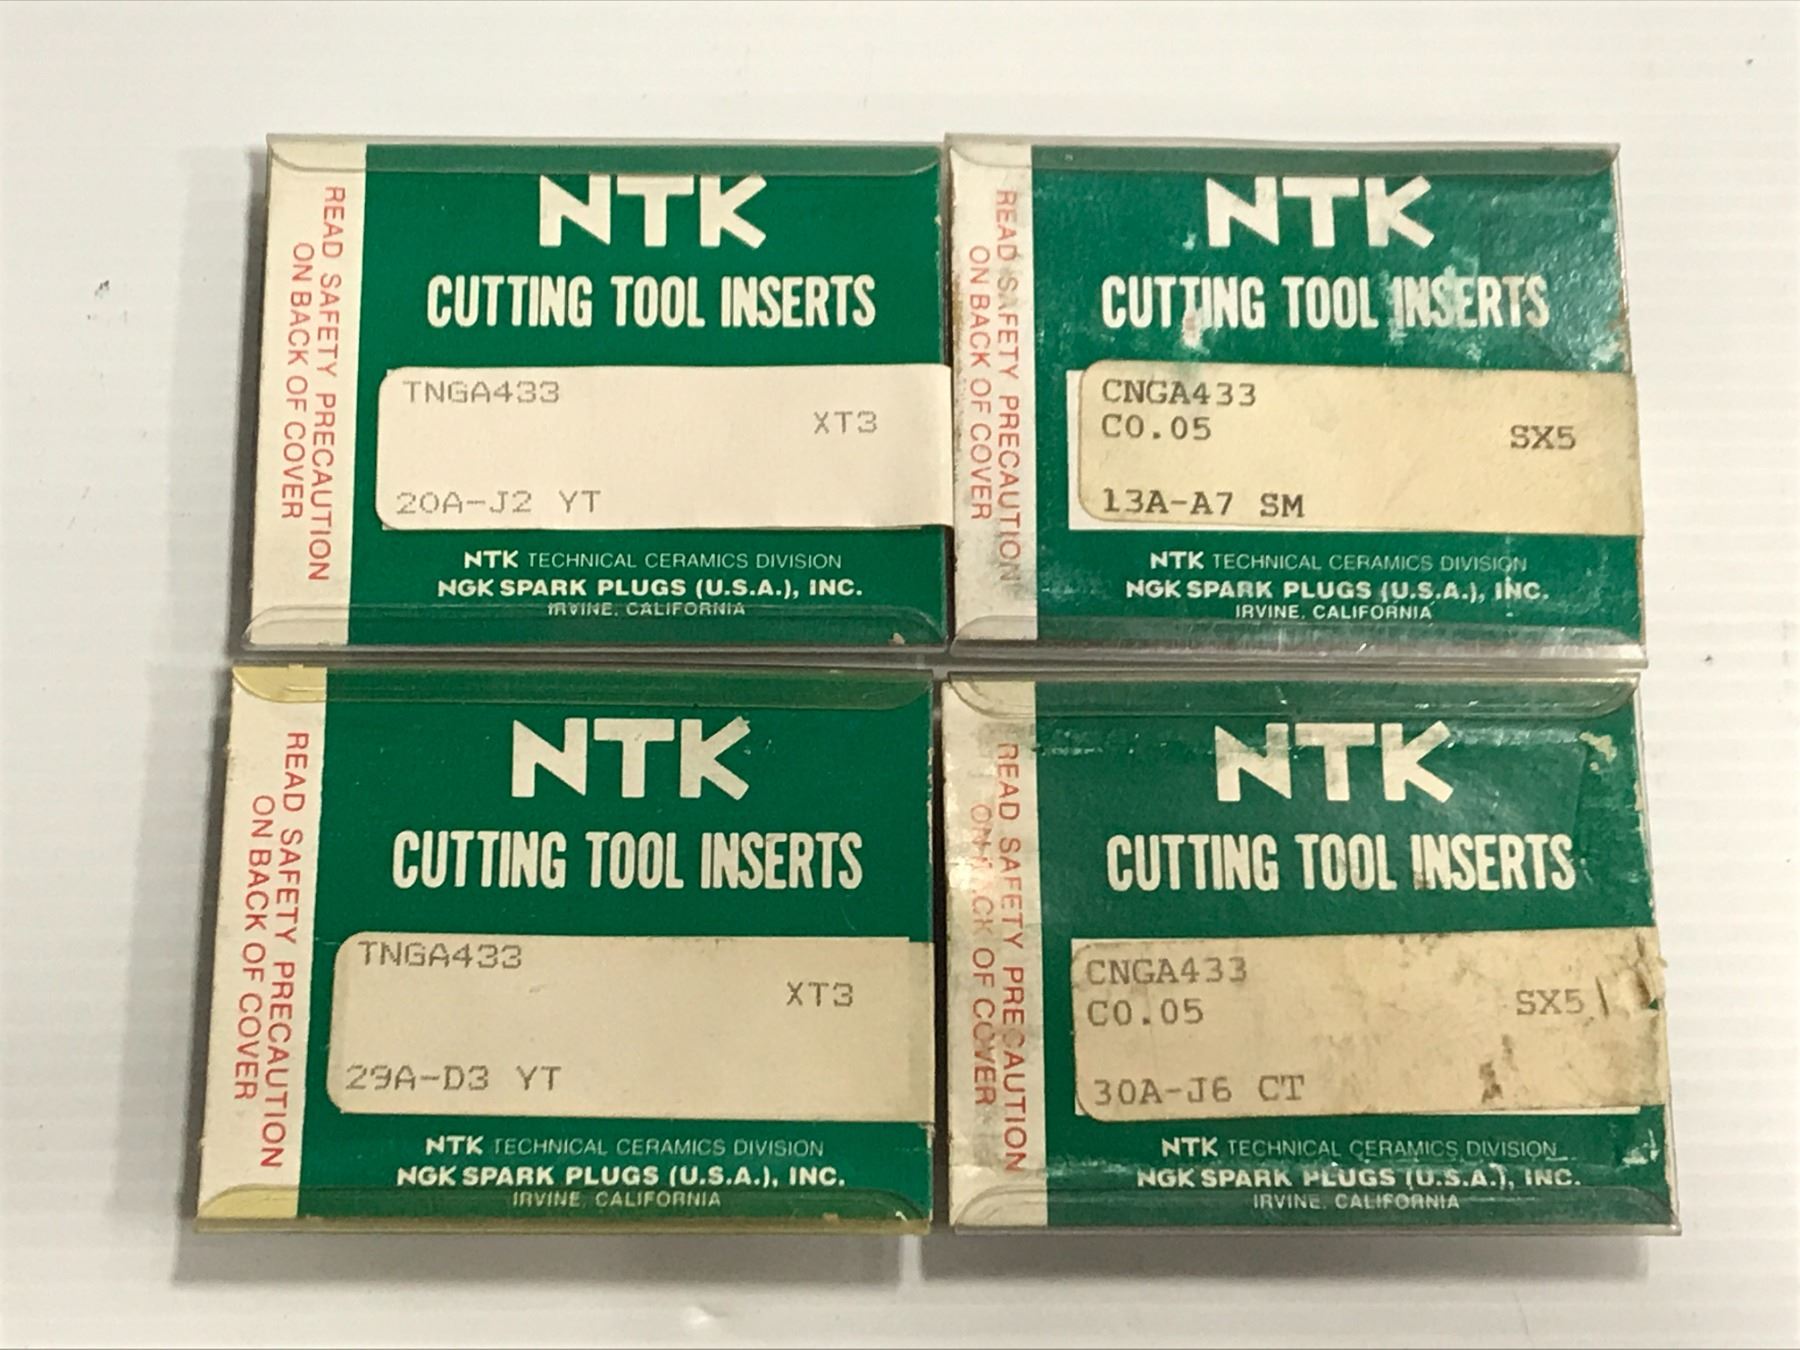 READ SAFETY PRECAUTION
ON BACK OF COVER
NTK
CUTTING TOOL INSERTS
TNGA433
XT3
20A-J2 YT
NTK TECHNICAL CERAMICS DIVISION
NGK SPARK PLUGS (U.S.A.), INC.
IRVINE, CALIFORNIA
READ SAFETY PRECAUTION
ON BACK OF COVER
NTK
CUTTING TOOL INSERTS
CNGA433
C0.05
SX5
13A-A7 SM
NTK TECHNICAL CERAMICS DIVISION
NGK SPARK PLUGS (U.S.A.), INC.
IRVINE, CALIFORNIA
READ SAFETY PRECAUTION
ON BACK OF COVER
NTK
CUTTING TOOL INSERTS
TNGA433
XT3
29A-D3 YT
NTK TECHNICAL CERAMICS DIVISION
NGK SPARK PLUGS (U.S.A.), INC.
IRVINE, CALIFORNIA
READ SAFETY PRECAUTION
ON BACK OF COVER
NTK
CUTTING TOOL INSERTS
CNGA433
C0.05
SX5
30A-J6 CT
NTK TECHNICAL CERAMICS DIVISION
NGK SPARK PLUGS (U.S.A.), INC.
IRVINE, CALIFORNIA